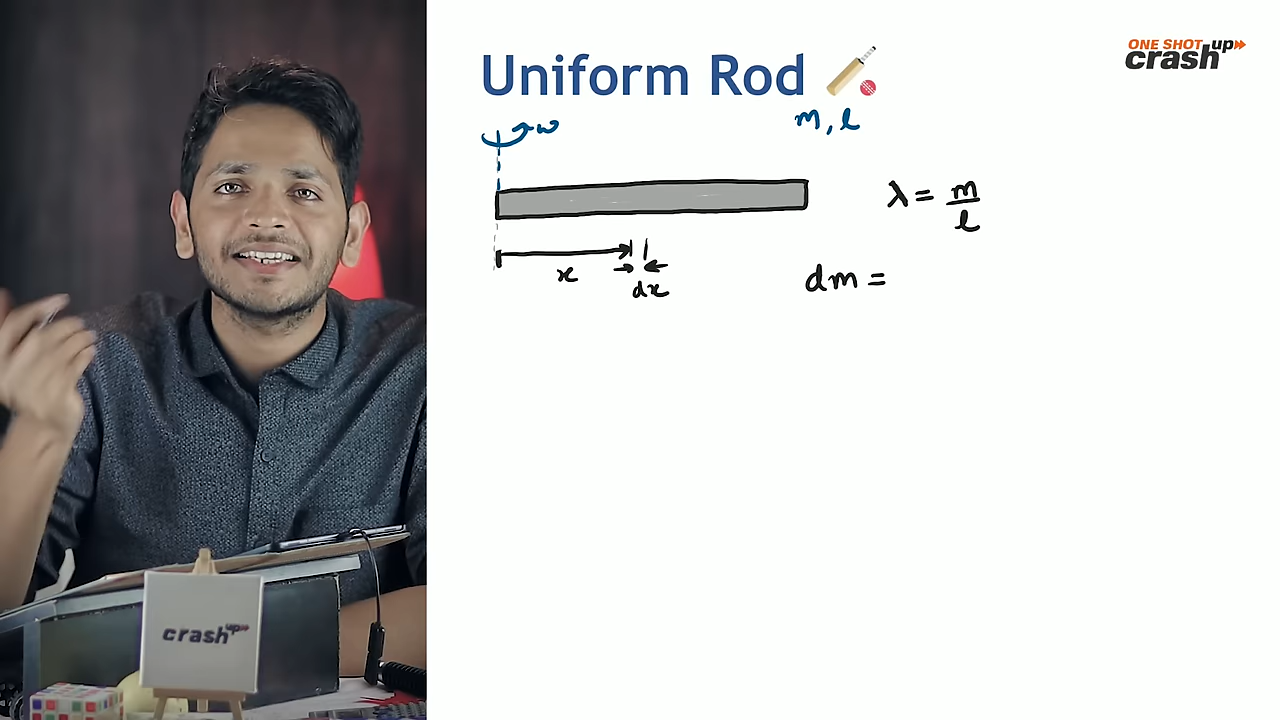 Uniform Rod
ONE SHOT
crash up
m, l
ω
λ = m/l
x
dx
dm =
crash up